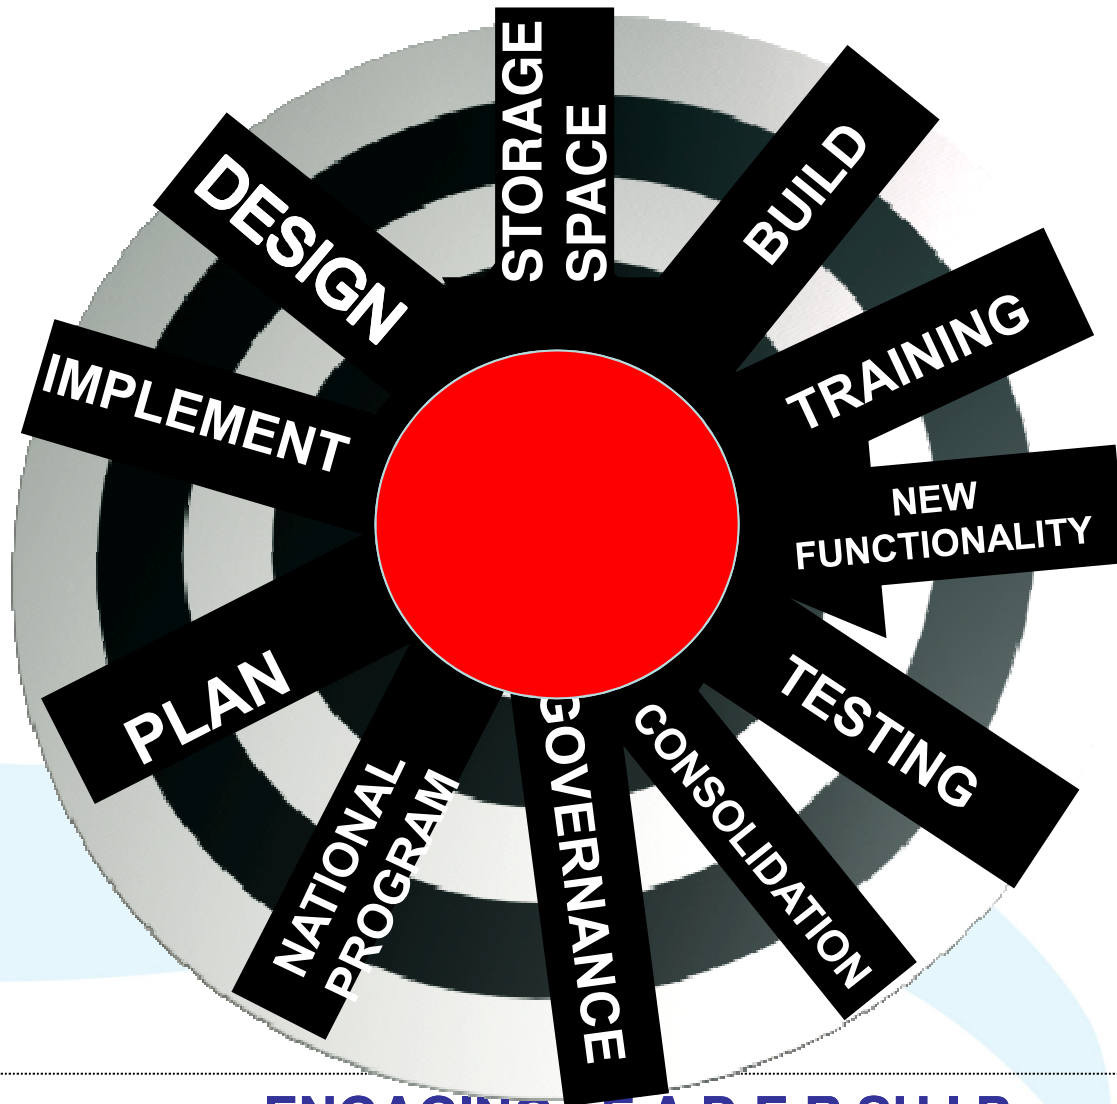 STORAGE
SPACE
BUILD
TRAINING
NEW
FUNCTIONALITY
TESTING
CONSOLIDATION
GOVERNANCE
NATIONAL
PROGRAM
PLAN
IMPLEMENT
DESIGN